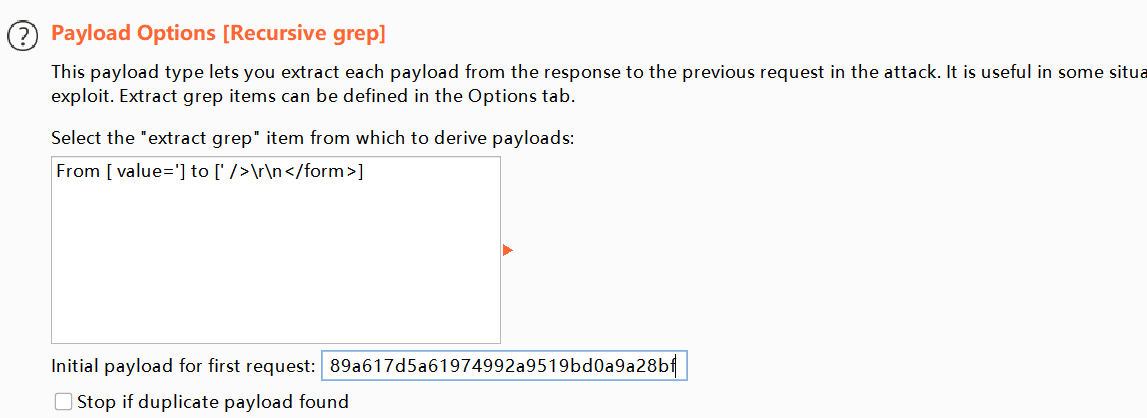 Payload Options [Recursive grep]
This payload type lets you extract each payload from the response to the previous request in the attack. It is useful in some
exploit. Extract grep items can be defined in the Options tab.
Select the "extract grep" item from which to derive payloads:
From [ value='] to [' />\r\n</form>]
Initial payload for first request: 89a617d5a61974992a9519bd0a9a28bf
Stop if duplicate payload found